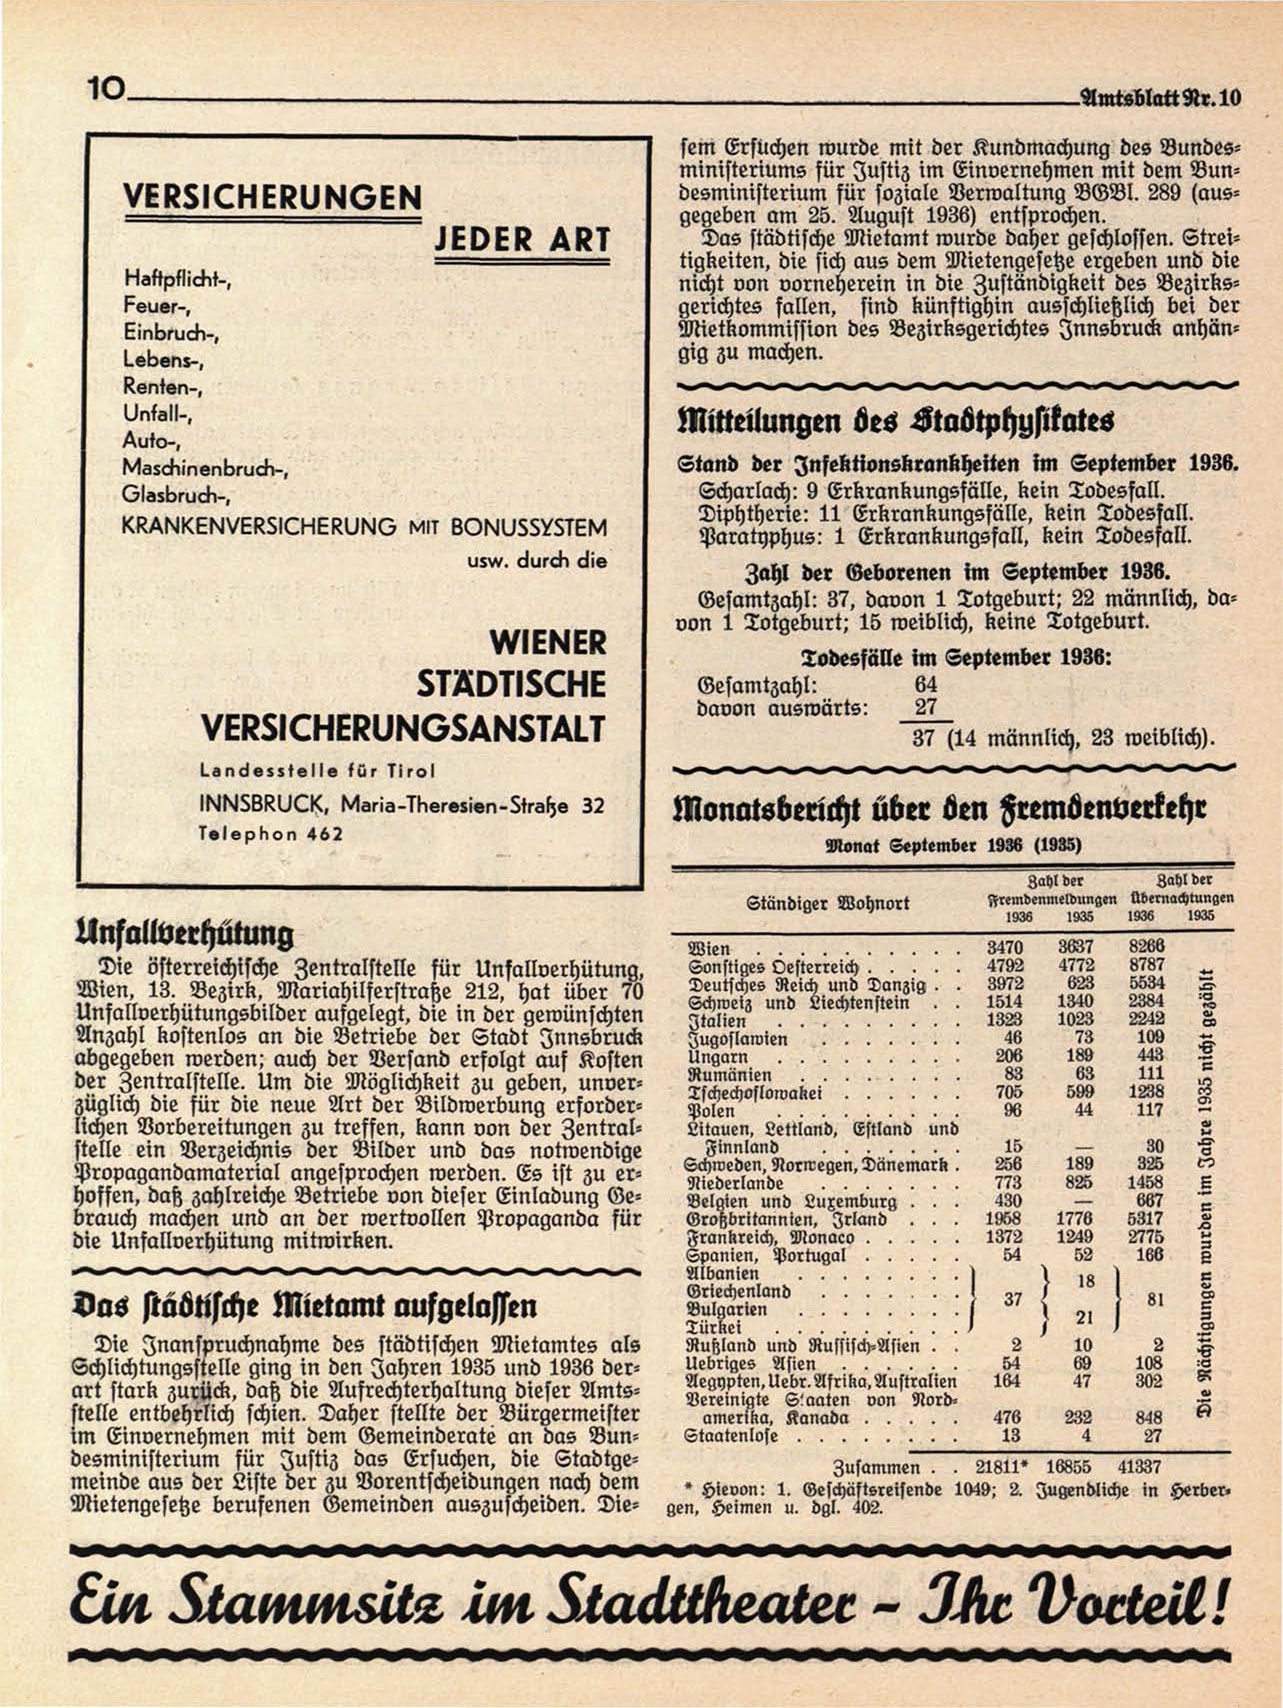 10
Amtsblatt Nr. 10
VERSICHERUNGEN
JEDER ART
Haftpflicht-,
Feuer-,
Einbruch-,
Lebens-,
Renten-,
Unfall-,
Auto-,
Maschinenbruch-,
Glasbruch-,
KRANKENVERSICHERUNG MIT BONUSSYSTEM
usw. durch die
WIENER
STÄDTISCHE
VERSICHERUNGSANSTALT
Landesstelle für Tirol
INNSBRUCK, Maria-Theresien-Straße 32
Telephon 462
Unfallverhütung
Die österreichische Zentralstelle für Unfallverhütung,
Wien, 13. Bezirk, Mariahilferstraße 212, hat über 70
Unfallverhütungsbilder aufgelegt, die in der gewünschten
Anzahl kostenlos an die Betriebe der Stadt Innsbruck
abgegeben werden; auch der Versand erfolgt auf Kosten
der Zentralstelle. Um die Möglichkeit zu geben, unver-
züglich die für die neue Art der Bildwerbung erforder-
lichen Vorbereitungen zu treffen, kann von der Zentral-
stelle ein Verzeichnis der Bilder und das notwendige
Propagandamaterial angesprochen werden. Es ist zu er-
hoffen, daß zahlreiche Betriebe von dieser Einladung Ge-
brauch machen und an der wertvollen Propaganda für
die Unfallverhütung mitwirken.
Das städtische Mietamt aufgelassen
Die Inanspruchnahme des städtischen Mietamtes als
Schlichtungsstelle ging in den Jahren 1935 und 1936 der-
art stark zurück, daß die Aufrechterhaltung dieser Amts-
stelle entbehrlich schien. Daher stellte der Bürgermeister
im Einvernehmen mit dem Gemeinderate an das Bun-
desministerium für Justiz das Ersuchen, die Stadtge-
meinde aus der Liste der zu Vorentscheidungen nach dem
Mietengesetze berufenen Gemeinden auszuscheiden. Die-
sem Ersuchen wurde mit der Kundmachung des Bundes-
ministeriums für Justiz im Einvernehmen mit dem Bun-
desministerium für soziale Verwaltung BGBl. 289 (aus-
gegeben am 25. August 1936) entsprochen.
Das städtische Mietamt wurde daher geschlossen. Strei-
tigkeiten, die sich aus dem Mietengesetze ergeben und die
nicht von vorneherein in die Zuständigkeit des Bezirks-
gerichtes fallen, sind künftighin ausschließlich bei der
Mietkommission des Bezirksgerichtes Innsbruck anhän-
gig zu machen.
Mitteilungen des Stadtphysikates
Stand der Infektionskrankheiten im September 1936.
Scharlach: 9 Erkrankungsfälle, kein Todesfall.
Diphtherie: 11 Erkrankungsfälle, kein Todesfall.
Paratyphus: 1 Erkrankungsfall, kein Todesfall.
Zahl der Geborenen im September 1936.
Gesamtzahl: 37, davon 1 Totgeburt; 22 männlich, da-
von 1 Totgeburt; 15 weiblich, keine Totgeburt.
Todesfälle im September 1936:
Gesamtzahl: 64
davon auswärts: 27
37 (14 männlich, 23 weiblich).
Monatsbericht über den Fremdenverkehr
Monat September 1936 (1935)
Ständiger Wohnort
Zahl der Zahl der
Fremdenmeldungen Übernachtungen
1936 1935 1936 1935
Wien . . . . . . . . . . 3470 3637 8266
Sonstiges Oesterreich . . . . . 4792 4772 8787
Deutsches Reich und Danzig . . 3972 623 5534
Schweiz und Liechtenstein . . 1514 1340 2384
Italien . . . . . . . . . 1323 1023 2242
Jugoslawien . . . . . . . 46 73 109
Ungarn . . . . . . . . . 206 189 443
Rumänien . . . . . . . . 83 63 111
Tschechoslowakei . . . . . . 705 599 1238
Polen . . . . . . . . . 96 44 117
Litauen, Lettland, Estland und
Finnland . . . . . . . 15 — 30
Schweden, Norwegen, Dänemark . 256 189 325
Niederlande . . . . . . . 773 825 1458
Belgien und Luxemburg . . . 430 — 667
Großbritannien, Irland . . . 1958 1776 5317
Frankreich, Monaco . . . . . 1372 1249 2775
Spanien, Portugal . . . . . 54 52 166
Albanien . . . . . . . .
Griechenland . . . . . . . 18
37 81
Bulgarien . . . . . . . . 21
Türkei . . . . . . . . .
Rußland und Russisch-Asien . . 2 10 2
Uebriges Asien . . . . . . 54 69 108
Aegypten, Uebr. Afrika, Australien 164 47 302
Vereinigte Staaten von Nord-
amerika, Kanada . . . . . 476 232 848
Staatenlose . . . . . . . . 13 4 27
Die Nächtigungen wurden im Jahre 1935 nicht gezählt
Zusammen . . 21811* 16855 41337
* Hievon: 1. Geschäftsreisende 1049; 2. Jugendliche in Herber-
gen, Heimen u. dgl. 402.
Ein Stammsitz im Stadttheater – Ihr Vorteil!